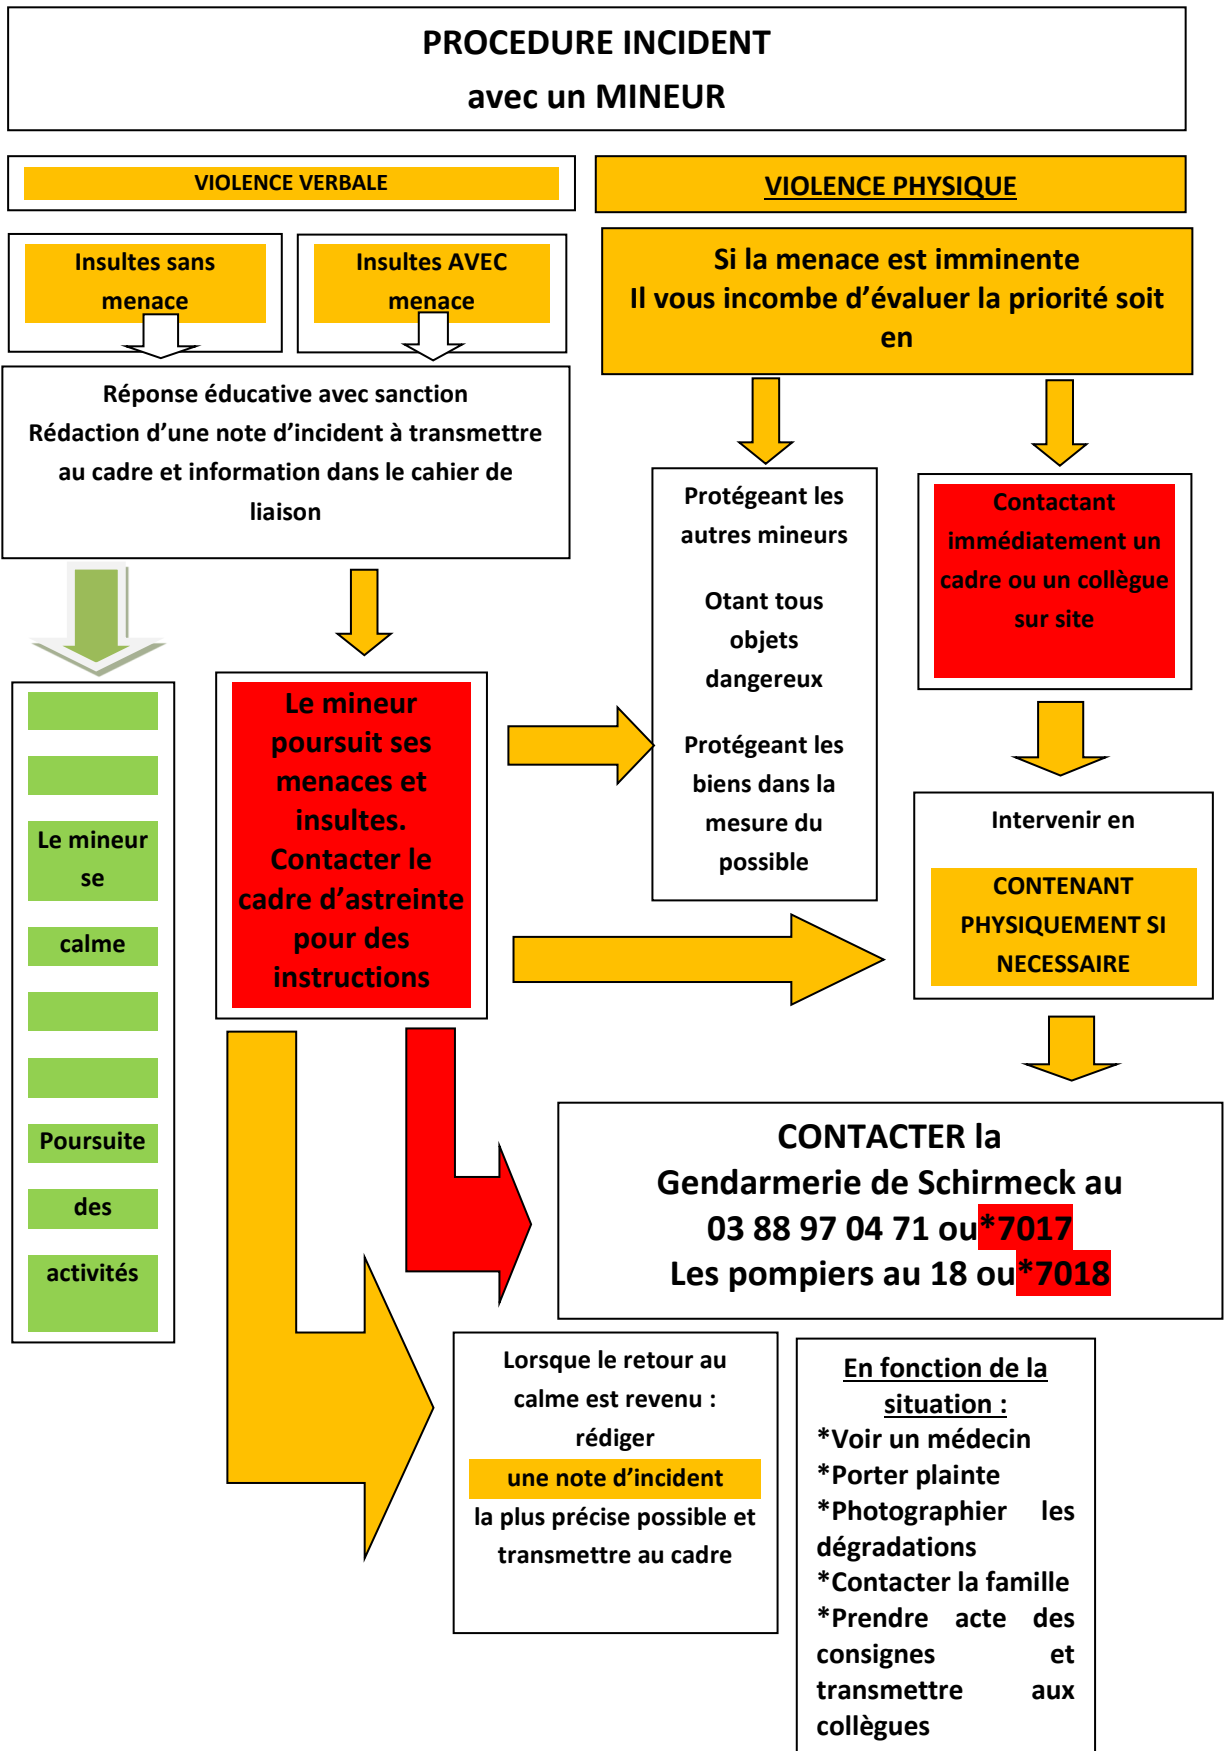 PROCEDURE INCIDENT
avec un MINEUR
VIOLENCE VERBALE
VIOLENCE PHYSIQUE
Insultes sans
menace
Insultes AVEC
menace
Si la menace est imminente
Il vous incombe d’évaluer la priorité soit
en
Réponse éducative avec sanction
Rédaction d’une note d’incident à transmettre
au cadre et information dans le cahier de
liaison
Protégeant les
autres mineurs
Otant tous
objets
dangereux
Protégeant les
biens dans la
mesure du
possible
Contactant
immédiatement un
cadre ou un collègue
sur site
Le mineur
se
calme
Poursuite
des
activités
Le mineur
poursuit ses
menaces et
insultes.
Contacter le
cadre d’astreinte
pour des
instructions
Intervenir en
CONTENANT
PHYSIQUEMENT SI
NECESSAIRE
CONTACTER la
Gendarmerie de Schirmeck au
03 88 97 04 71 ou*7017
Les pompiers au 18 ou*7018
Lorsque le retour au
calme est revenu :
rédiger
une note d’incident
la plus précise possible et
transmettre au cadre
En fonction de la
situation :
*Voir un médecin
*Porter plainte
*Photographier les
dégradations
*Contacter la famille
*Prendre acte des
consignes et
transmettre aux
collègues